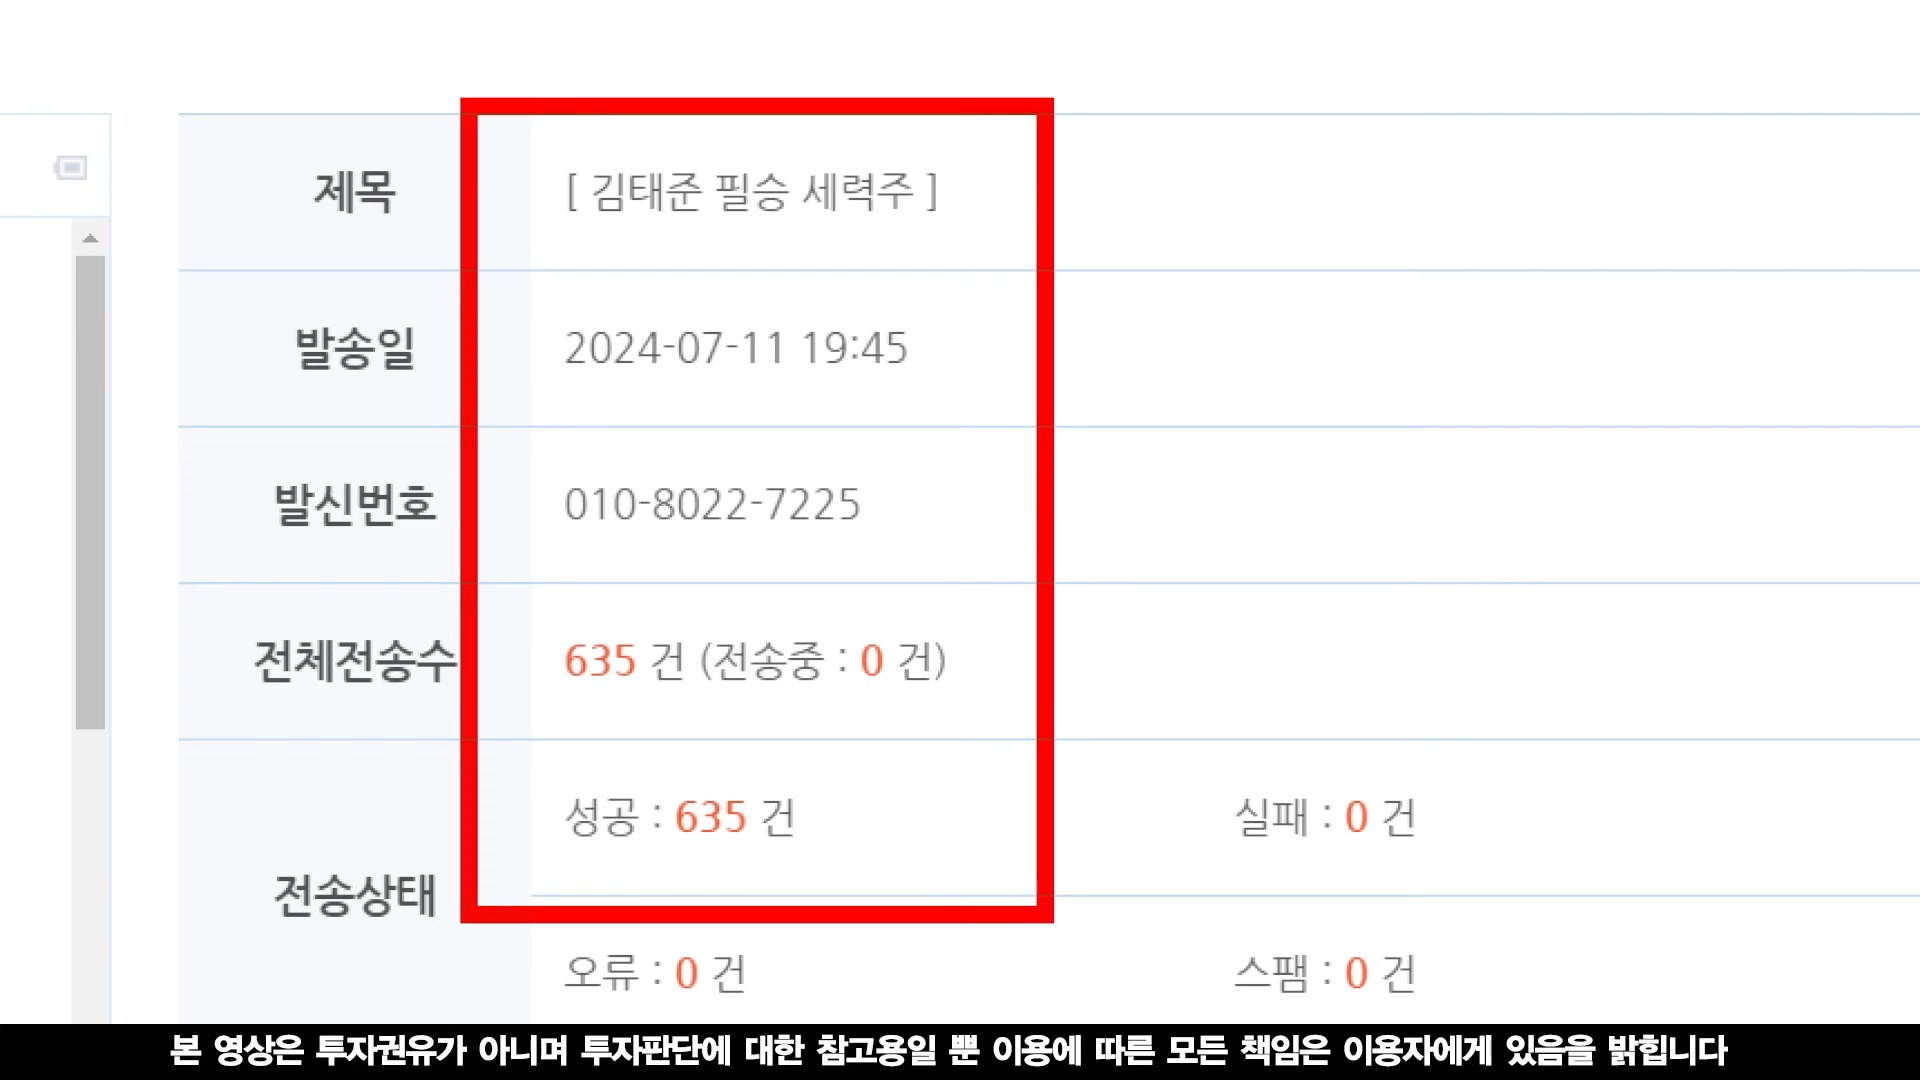 제목 [ 김태준 필승 세력주 ]
발송일 2024-07-11 19:45
발신번호 010-8022-7225
전체전송수 635 건 (전송중 : 0 건)
전송상태
성공 : 635 건 실패 : 0 건
오류 : 0 건 스팸 : 0 건
본 영상은 투자권유가 아니며 투자판단에 대한 참고용일 뿐 이용에 따른 모든 책임은 이용자에게 있음을 밝힙니다